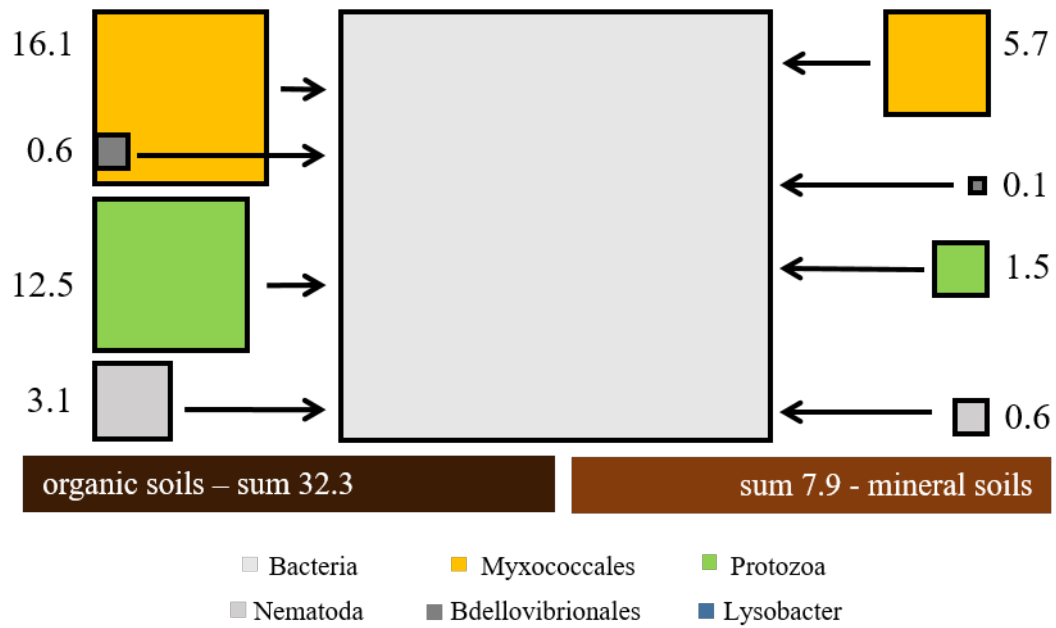 16.1
5.7
0.6
0.1
12.5
1.5
3.1
0.6
organic soils – sum 32.3
sum 7.9 - mineral soils
Bacteria
Myxococcales
Protozoa
Nematoda
Bdellovibrionales
Lysobacter